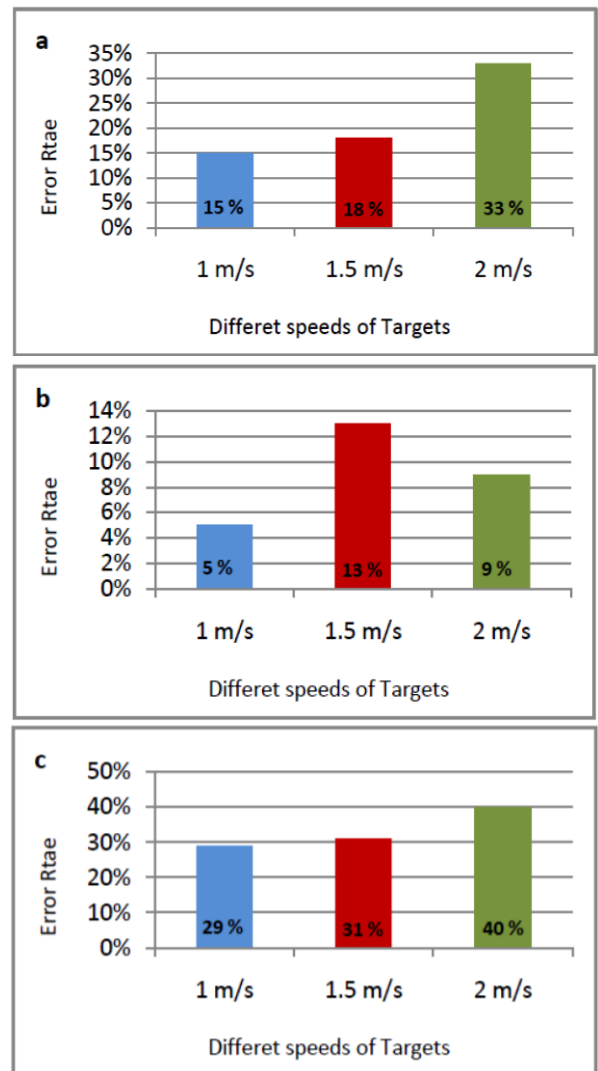 a
35%
30%
25%
20%
15%
10%
5%
0%
Error Rtae
15 %
18 %
33 %
1 m/s
1.5 m/s
2 m/s
Differet speeds of Targets
b
14%
12%
10%
8%
6%
4%
2%
0%
Error Rtae
5 %
13 %
9 %
1 m/s
1.5 m/s
2 m/s
Differet speeds of Targets
c
50%
40%
30%
20%
10%
0%
Error Rtae
29 %
31 %
40 %
1 m/s
1.5 m/s
2 m/s
Differet speeds of Targets